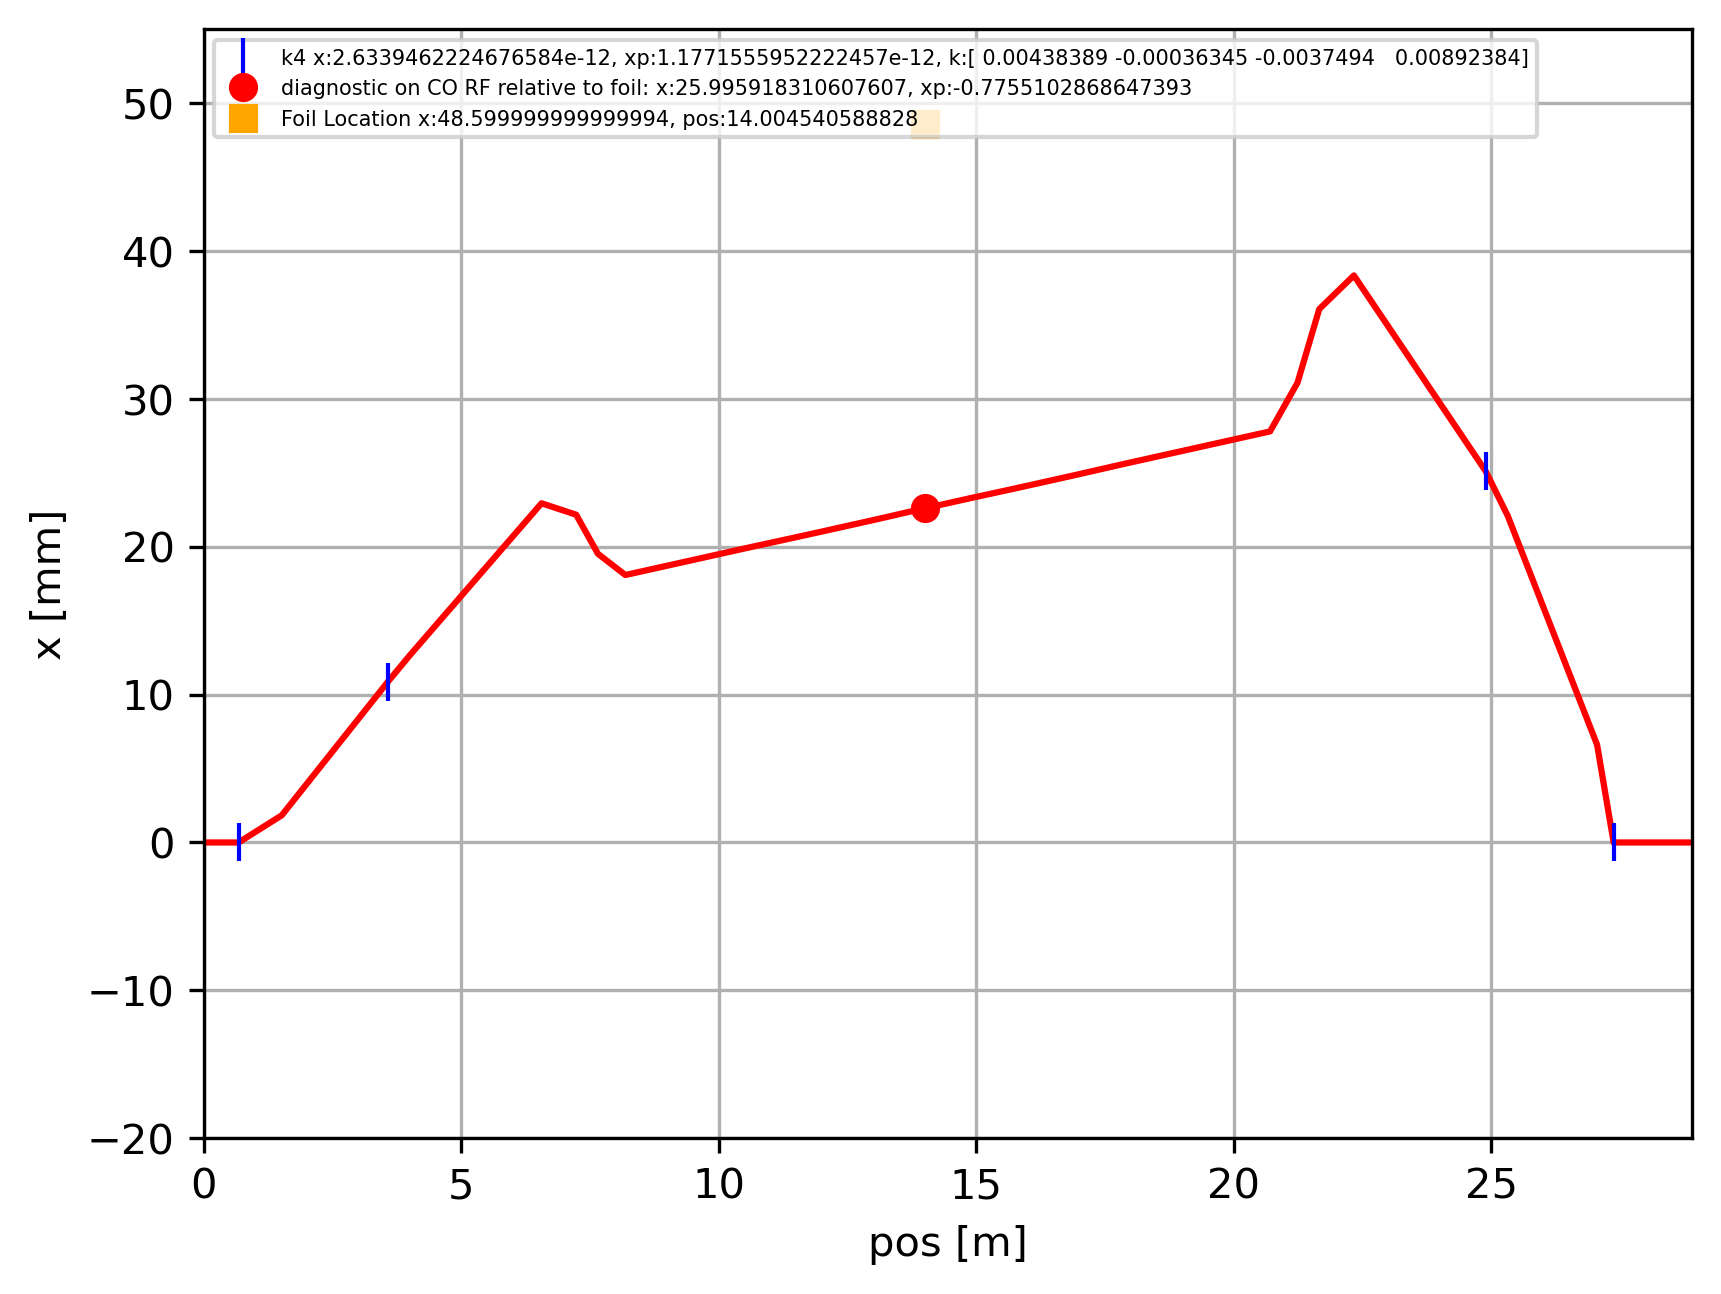 k4 x:2.6339462224676584e-12, xp:1.1771555952222457e-12, k:[ 0.00438389 -0.00036345 -0.0037494   0.00892384]
diagnostic on CO RF relative to foil: x:25.995918310607607, xp:-0.7755102868647393
Foil Location x:48.599999999999994, pos:14.004540588828
50
40
30
20
10
0
−10
−20
x [mm]
0 5 10 15 20 25
pos [m]